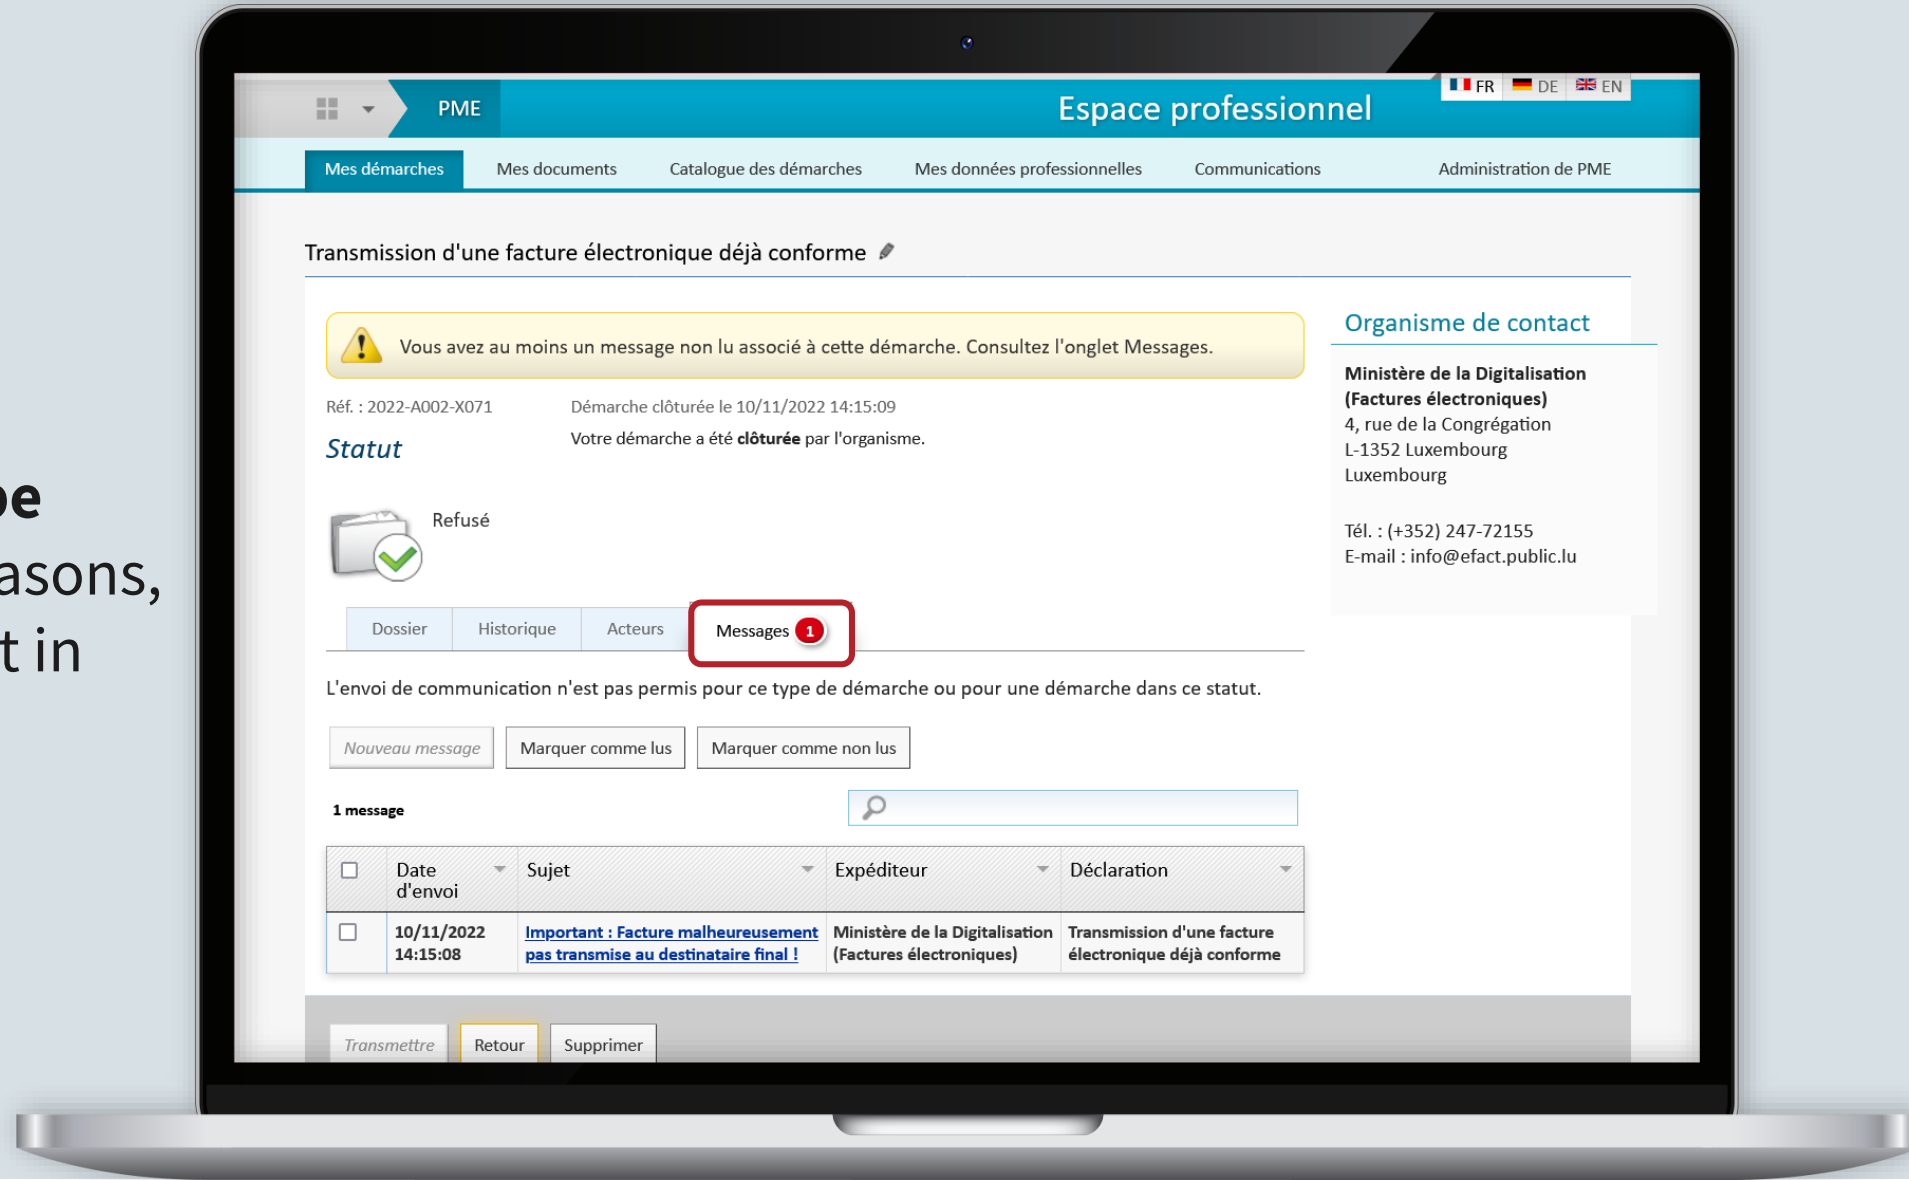 be
asons,
t in
PME
Espace professionnel
FR DE EN
Mes démarches Mes documents Catalogue des démarches Mes données professionnelles Communications Administration de PME
Transmission d'une facture électronique déjà conforme
Vous avez au moins un message non lu associé à cette démarche. Consultez l'onglet Messages.
Réf. : 2022-A002-X071 Démarche clôturée le 10/11/2022 14:15:09
Statut Votre démarche a été clôturée par l'organisme.
Refusé
Organisme de contact
Ministère de la Digitalisation
(Factures électroniques)
4, rue de la Congrégation
L-1352 Luxembourg
Luxembourg
Tél. : (+352) 247-72155
E-mail : info@efact.public.lu
Dossier Historique Acteurs Messages 1
L'envoi de communication n'est pas permis pour ce type de démarche ou pour une démarche dans ce statut.
Nouveau message Marquer comme lus Marquer comme non lus
1 message
Date d'envoi Sujet Expéditeur Déclaration
10/11/2022 Important : Facture malheureusement Ministère de la Digitalisation Transmission d'une facture
14:15:08 pas transmise au destinataire final ! (Factures électroniques) électronique déjà conforme
Transmettre Retour Supprimer